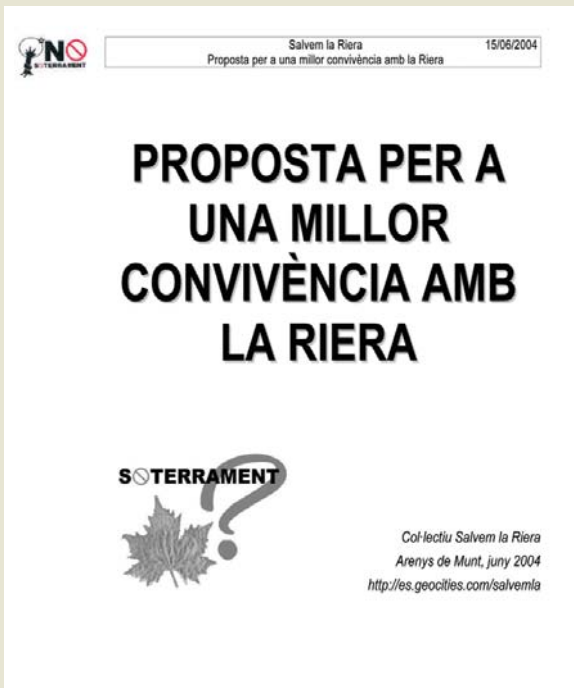 NO
SOTERRAMENT
Salvem la Riera 15/06/2004
Proposta per a una millor convivència amb la Riera
PROPOSTA PER A
UNA MILLOR
CONVIVÈNCIA AMB
LA RIERA
SOTERRAMENT
?
Col·lectiu Salvem la Riera
Arenys de Munt, juny 2004
http://es.geocities.com/salvemla